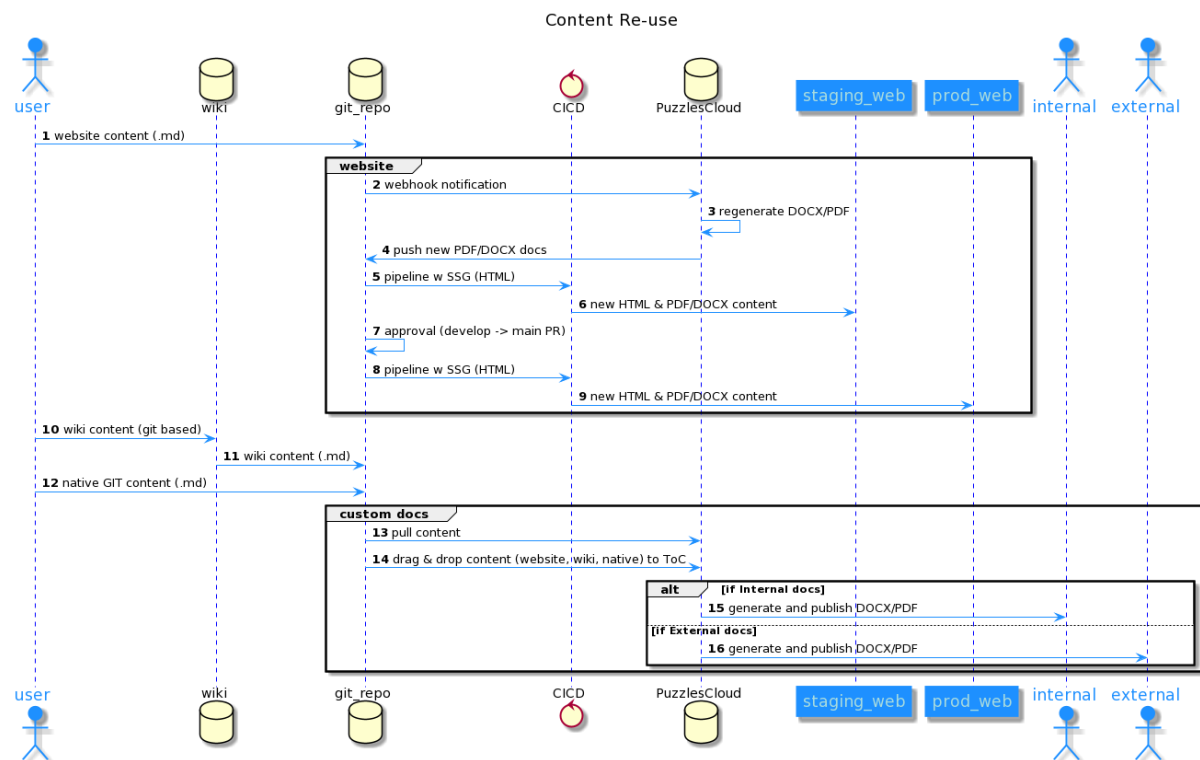 Content Re-use
user
wiki
git_repo
CICD
PuzzlesCloud
staging_web
prod_web
internal
external
1 website content (.md)
website
2 webhook notification
3 regenerate DOCX/PDF
4 push new PDF/DOCX docs
5 pipeline w SSG (HTML)
6 new HTML & PDF/DOCX content
7 approval (develop -> main PR)
8 pipeline w SSG (HTML)
9 new HTML & PDF/DOCX content
10 wiki content (git based)
11 wiki content (.md)
12 native GIT content (.md)
custom docs
13 pull content
14 drag & drop content (website, wiki, native) to ToC
alt [if Internal docs]
15 generate and publish DOCX/PDF
[if External docs]
16 generate and publish DOCX/PDF
user
wiki
git_repo
CICD
PuzzlesCloud
staging_web
prod_web
internal
external